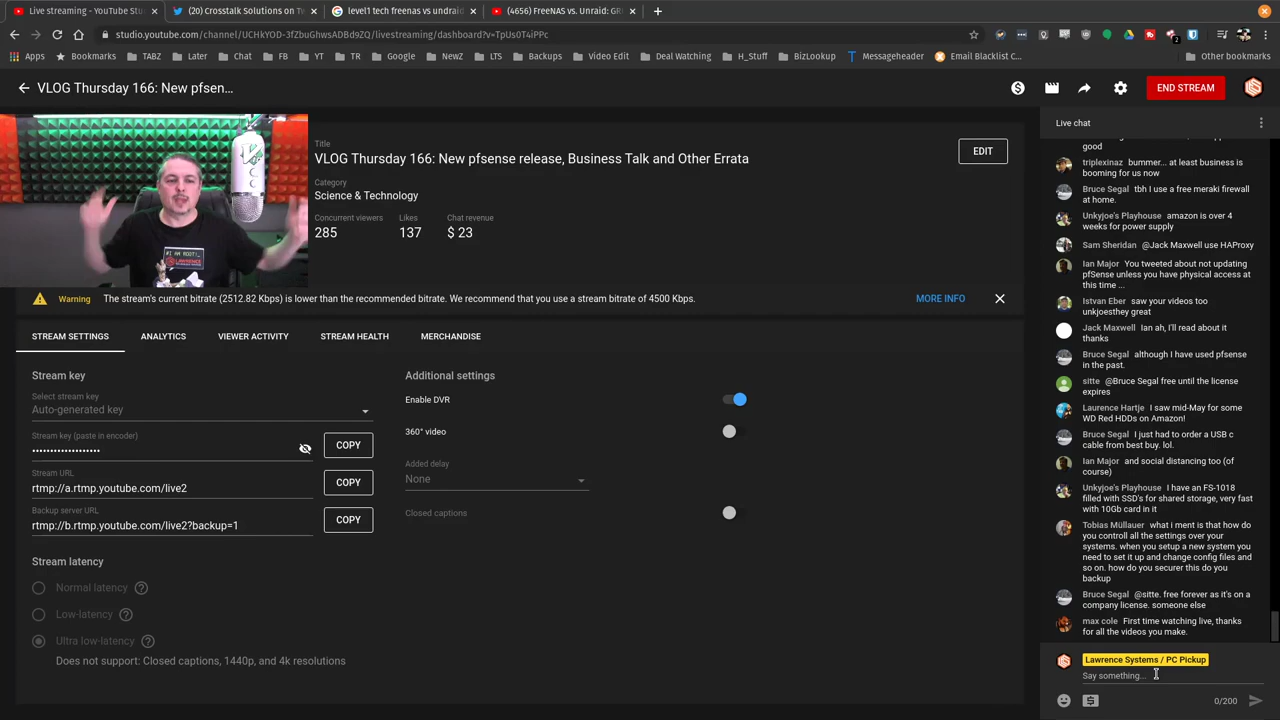 Live streaming - YouTube Stu
(20) Crosstalk Solutions on Tw
level1 tech freenas vs undraid
(4656) FreeNAS vs. Unraid: GR
studio.youtube.com/channel/UCHkYOD-3fZbuGhwsADBd9ZQ/livestreaming/dashboard?v=TpUs0T4iPPc
Apps Bookmarks TABZ Later Chat FB YT TR Google NewZ LTS Backups Video Edit Deal Watching H_Stuff BizLookup Messageheader Email Blacklist C... Other bookmarks
VLOG Thursday 166: New pfsen...
END STREAM
Title
VLOG Thursday 166: New pfsense release, Business Talk and Other Errata
EDIT
Category
Science & Technology
Concurrent viewers Likes Chat revenue
285 137 $ 23
Warning The stream's current bitrate (2512.82 Kbps) is lower than the recommended bitrate. We recommend that you use a stream bitrate of 4500 Kbps.
MORE INFO
STREAM SETTINGS ANALYTICS VIEWER ACTIVITY STREAM HEALTH MERCHANDISE
Stream key
Select stream key
Auto-generated key
Stream key (paste in encoder)
••••••••••••••••••••
COPY
Stream URL
rtmp://a.rtmp.youtube.com/live2
COPY
Backup server URL
rtmp://b.rtmp.youtube.com/live2?backup=1
COPY
Stream latency
Normal latency
Low-latency
Ultra low-latency
Does not support: Closed captions, 1440p, and 4k resolutions
Additional settings
Enable DVR
360° video
Added delay
None
Closed captions
Live chat
good
triplexinaz bummer... at least business is
booming for us now
Bruce Segal tbh I use a free meraki firewall
at home.
Unkyjoe's Playhouse amazon is over 4
weeks for power supply
Sam Sheridan @Jack Maxwell use HAProxy
Ian Major You tweeted about not updating
pfSense unless you have physical access at
this time ...
Istvan Eber saw your videos too
unkjoesthey great
Jack Maxwell Ian ah, I'll read about it
thanks
Bruce Segal although I have used pfsense
in the past.
sitte @Bruce Segal free until the license
expires
Laurence Hartje I saw mid-May for some
WD Red HDDs on Amazon!
Bruce Segal I just had to order a USB c
cable from best buy. lol.
Ian Major and social distancing too (of
course)
Unkyjoe's Playhouse I have an FS-1018
filled with SSD's for shared storage, very fast
with 10Gb card in it
Tobias Müllauer what i ment is that how do
you controll all the settings over your
systems. when you setup a new system you
need to set it up and change config files and
so on. how do you securer this do you
backup
Bruce Segal @sitte. free forever as it's on a
company license. someone else
max cole First time watching live, thanks
for all the videos you make.
Lawrence Systems / PC Pickup
Say something...
0/200